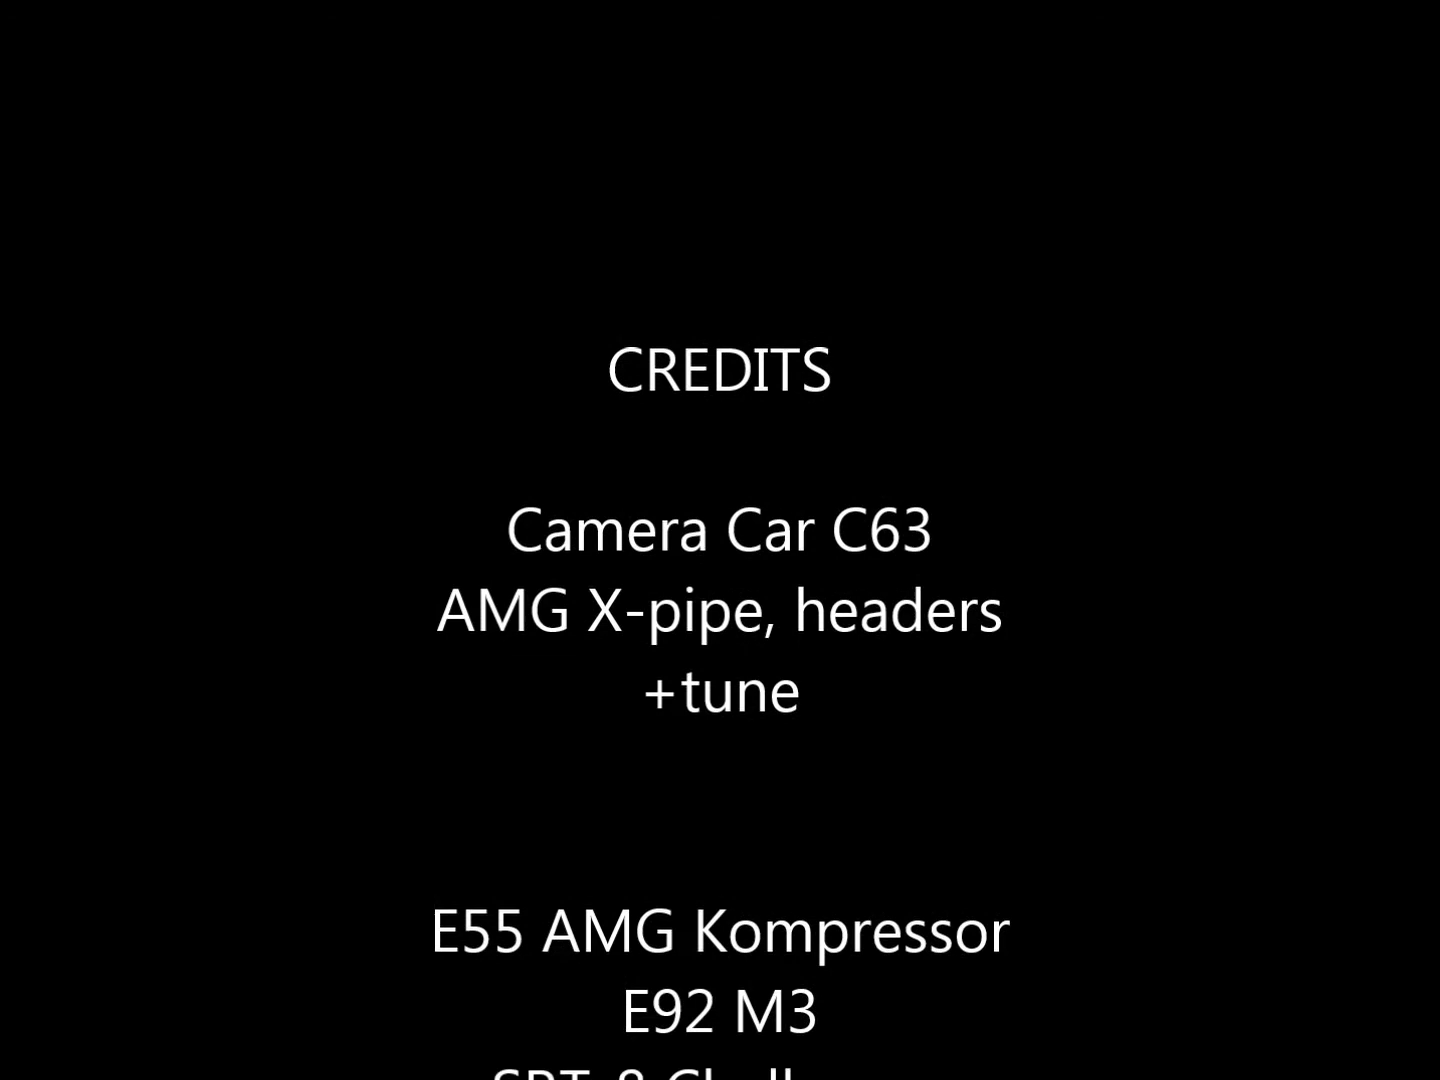 CREDITS
Camera Car C63
AMG X-pipe, headers
+tune
E55 AMG Kompressor
E92 M3